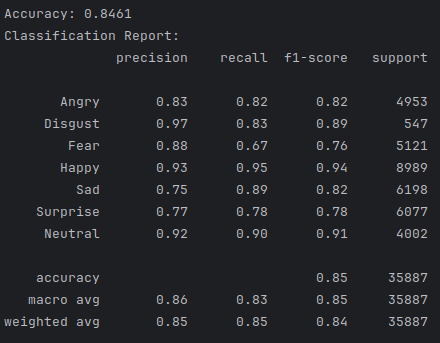 Accuracy: 0.8461
Classification Report:
precision recall f1-score support
Angry 0.83 0.82 0.82 4953
Disgust 0.97 0.83 0.89 547
Fear 0.88 0.67 0.76 5121
Happy 0.93 0.95 0.94 8989
Sad 0.75 0.89 0.82 6198
Surprise 0.77 0.78 0.78 6077
Neutral 0.92 0.90 0.91 4002
accuracy 0.85 35887
macro avg 0.86 0.83 0.85 35887
weighted avg 0.85 0.85 0.84 35887